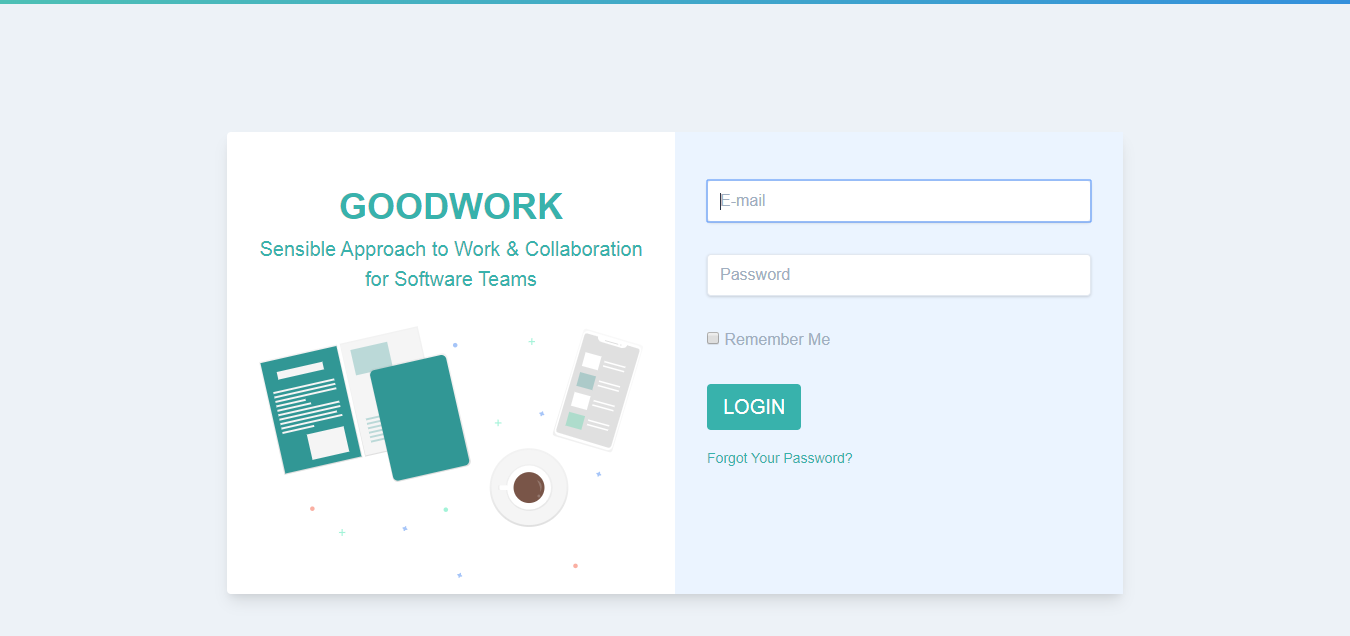 GOODWORK
Sensible Approach to Work & Collaboration
for Software Teams
E-mail
Password
Remember Me
LOGIN
Forgot Your Password?